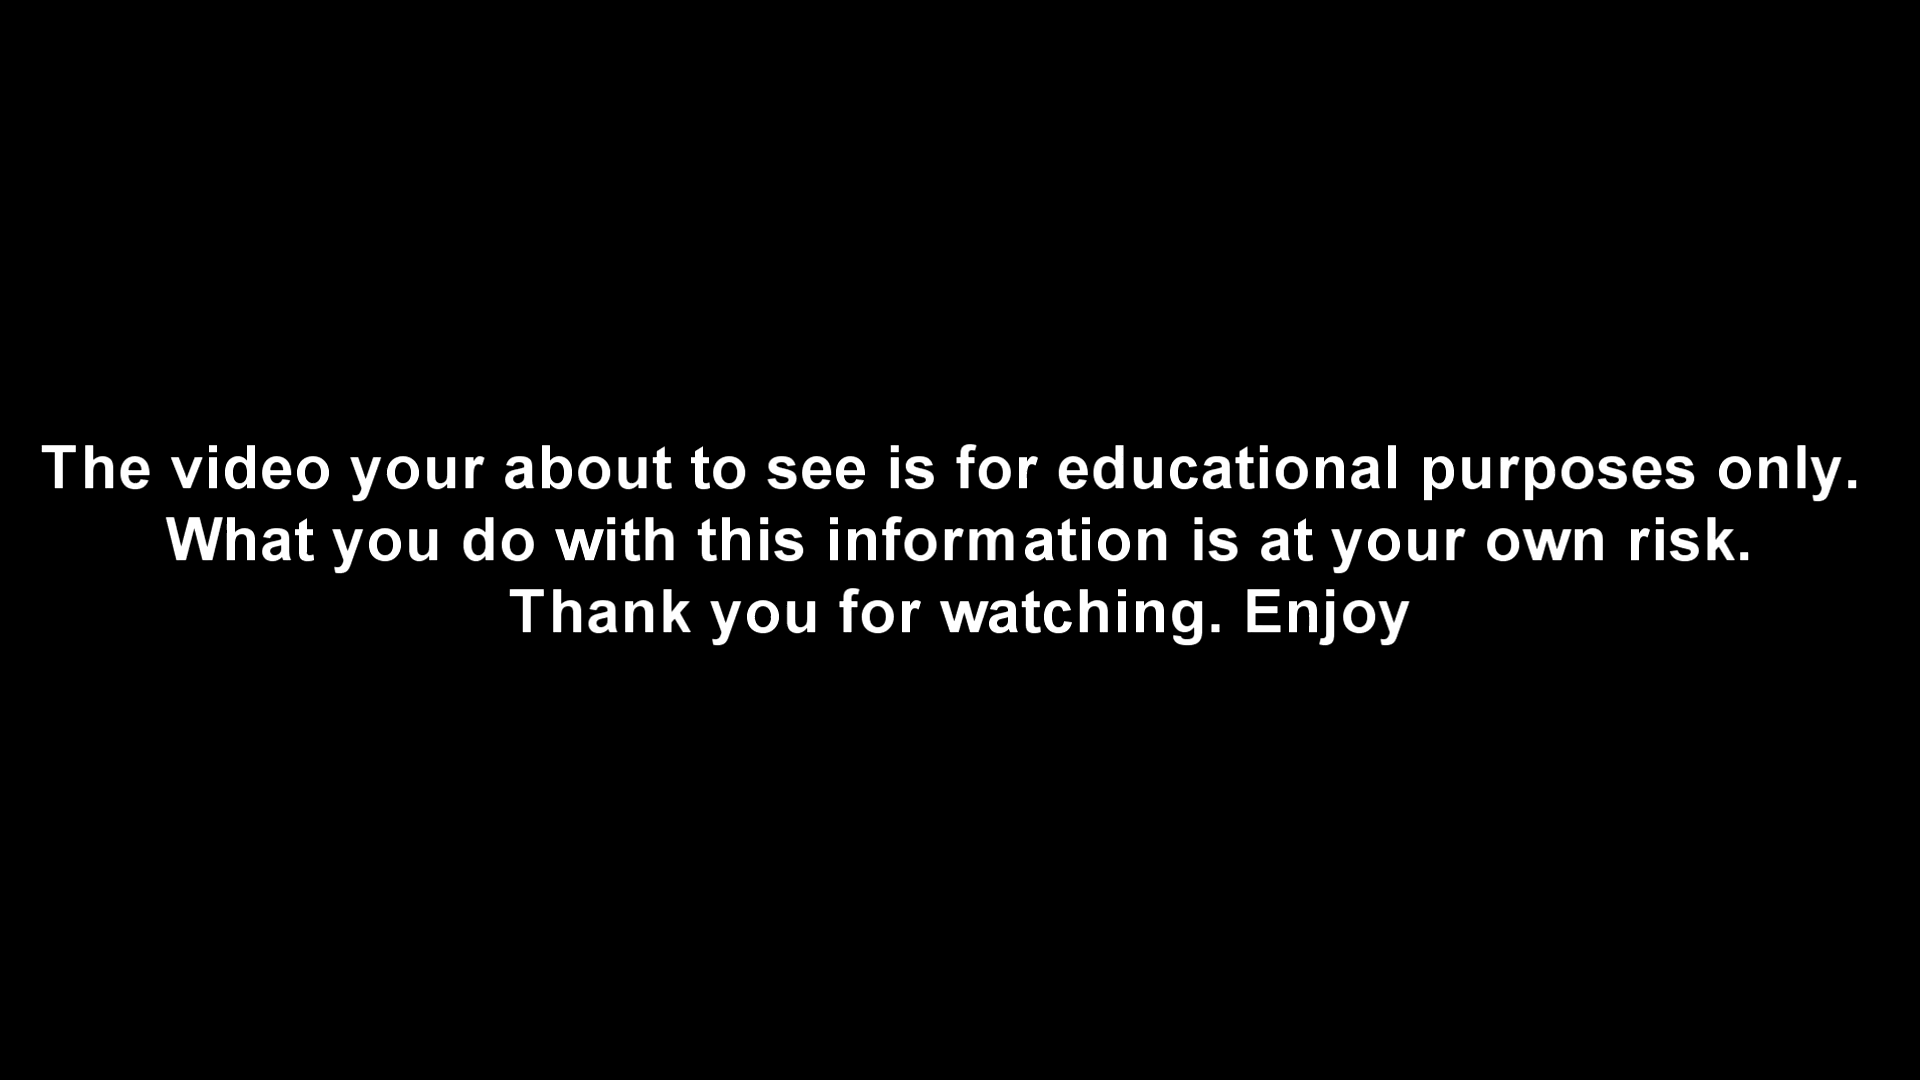 The video your about to see is for educational purposes only.
What you do with this information is at your own risk.
Thank you for watching. Enjoy